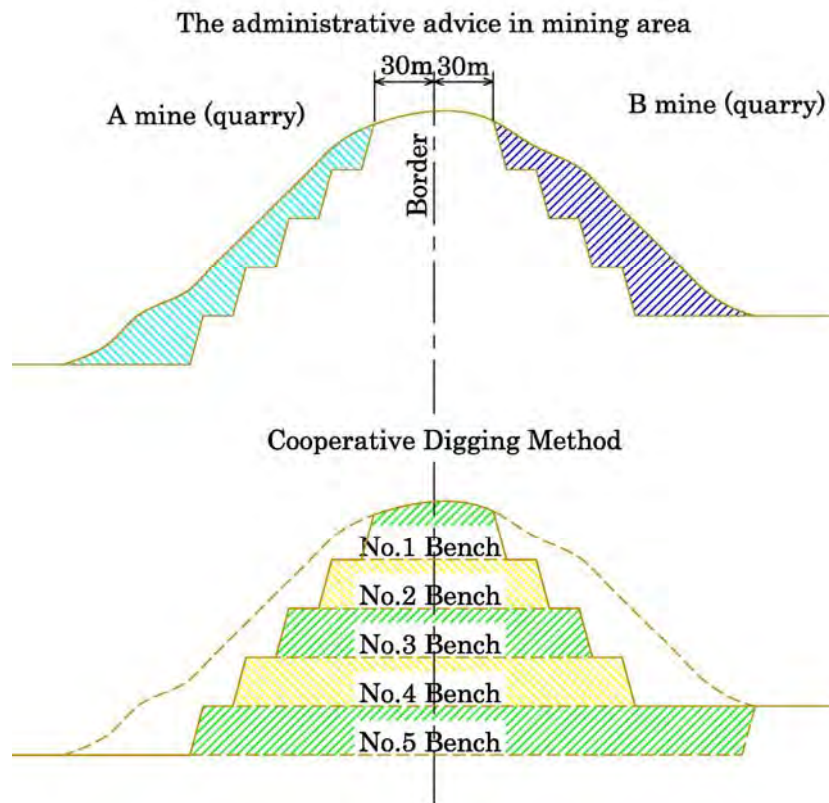 The administrative advice in mining area
30m 30m
A mine (quarry)
B mine (quarry)
Border
Cooperative Digging Method
No.1 Bench
No.2 Bench
No.3 Bench
No.4 Bench
No.5 Bench